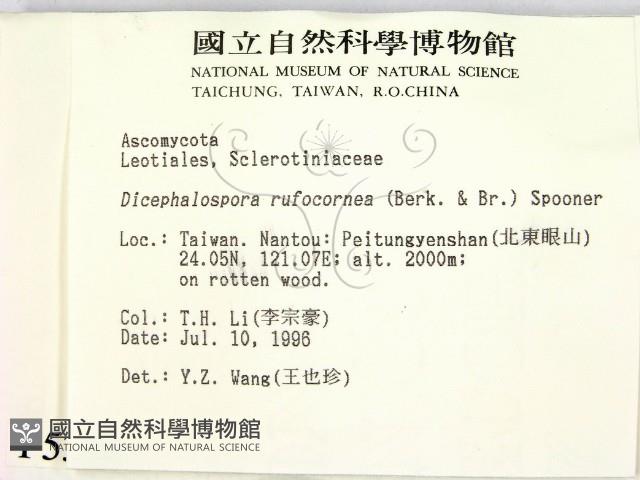 國立自然科學博物館
NATIONAL MUSEUM OF NATURAL SCIENCE
TAICHUNG, TAIWAN, R.O.CHINA
Ascomycota
Leotiales, Sclerotiniaceae
Dicephalospora rufocornea (Berk. & Br.) Spooner
Loc.: Taiwan. Nantou: Peitungyenshan(北東眼山)
24.05N, 121.07E; alt. 2000m;
on rotten wood.
Col.: T.H. Li(李宗豪)
Date: Jul. 10, 1996
Det.: Y.Z. Wang(王也珍)
國立自然科學博物館
NATIONAL MUSEUM OF NATURAL SCIENCE